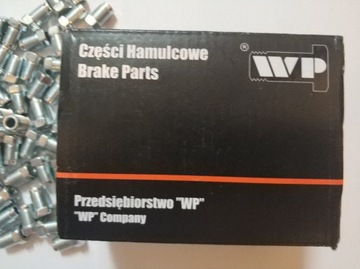 Części Hamulcowe
Brake Parts
® WP
Przedsiębiorstwo "WP"
"WP" Company